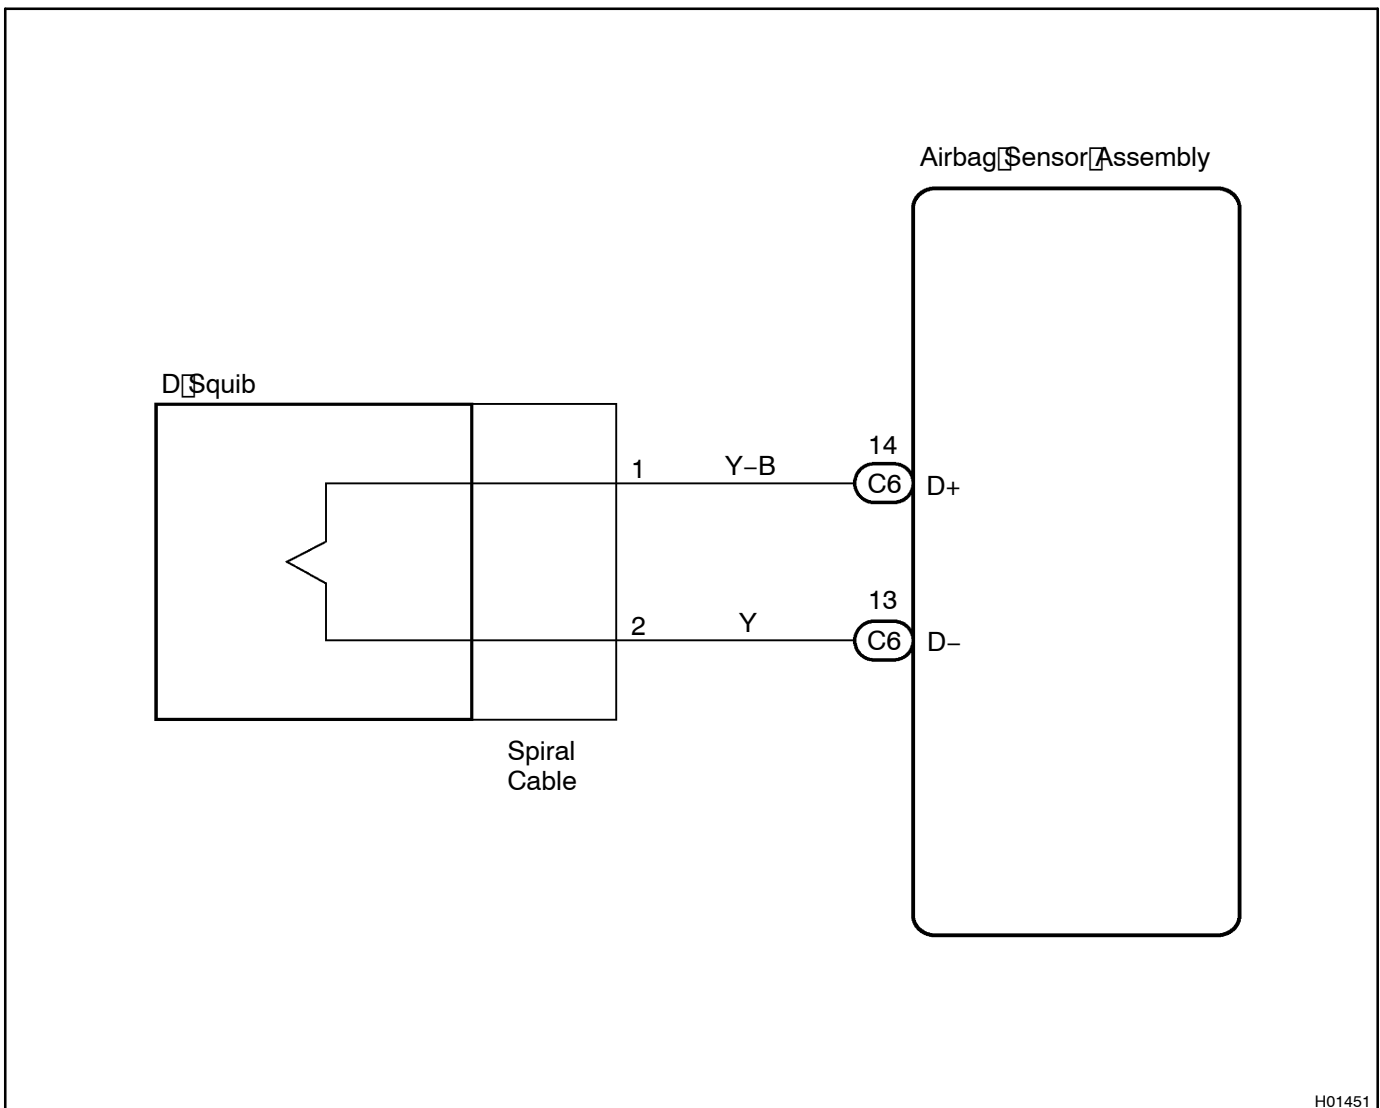 Airbag Sensor Assembly
D Squib
14
1
Y−B
C6
D+
13
2
Y
C6
D−
Spiral
Cable
H01451